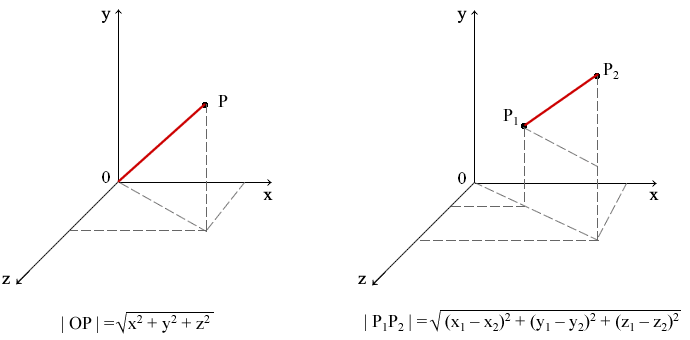 y
P
0
x
z
| OP | =√x² + y² + z²
y
P₂
P₁
0
x
z
| P₁P₂ | =√(x₁ – x₂)² + (y₁ – y₂)² + (z₁ – z₂)²